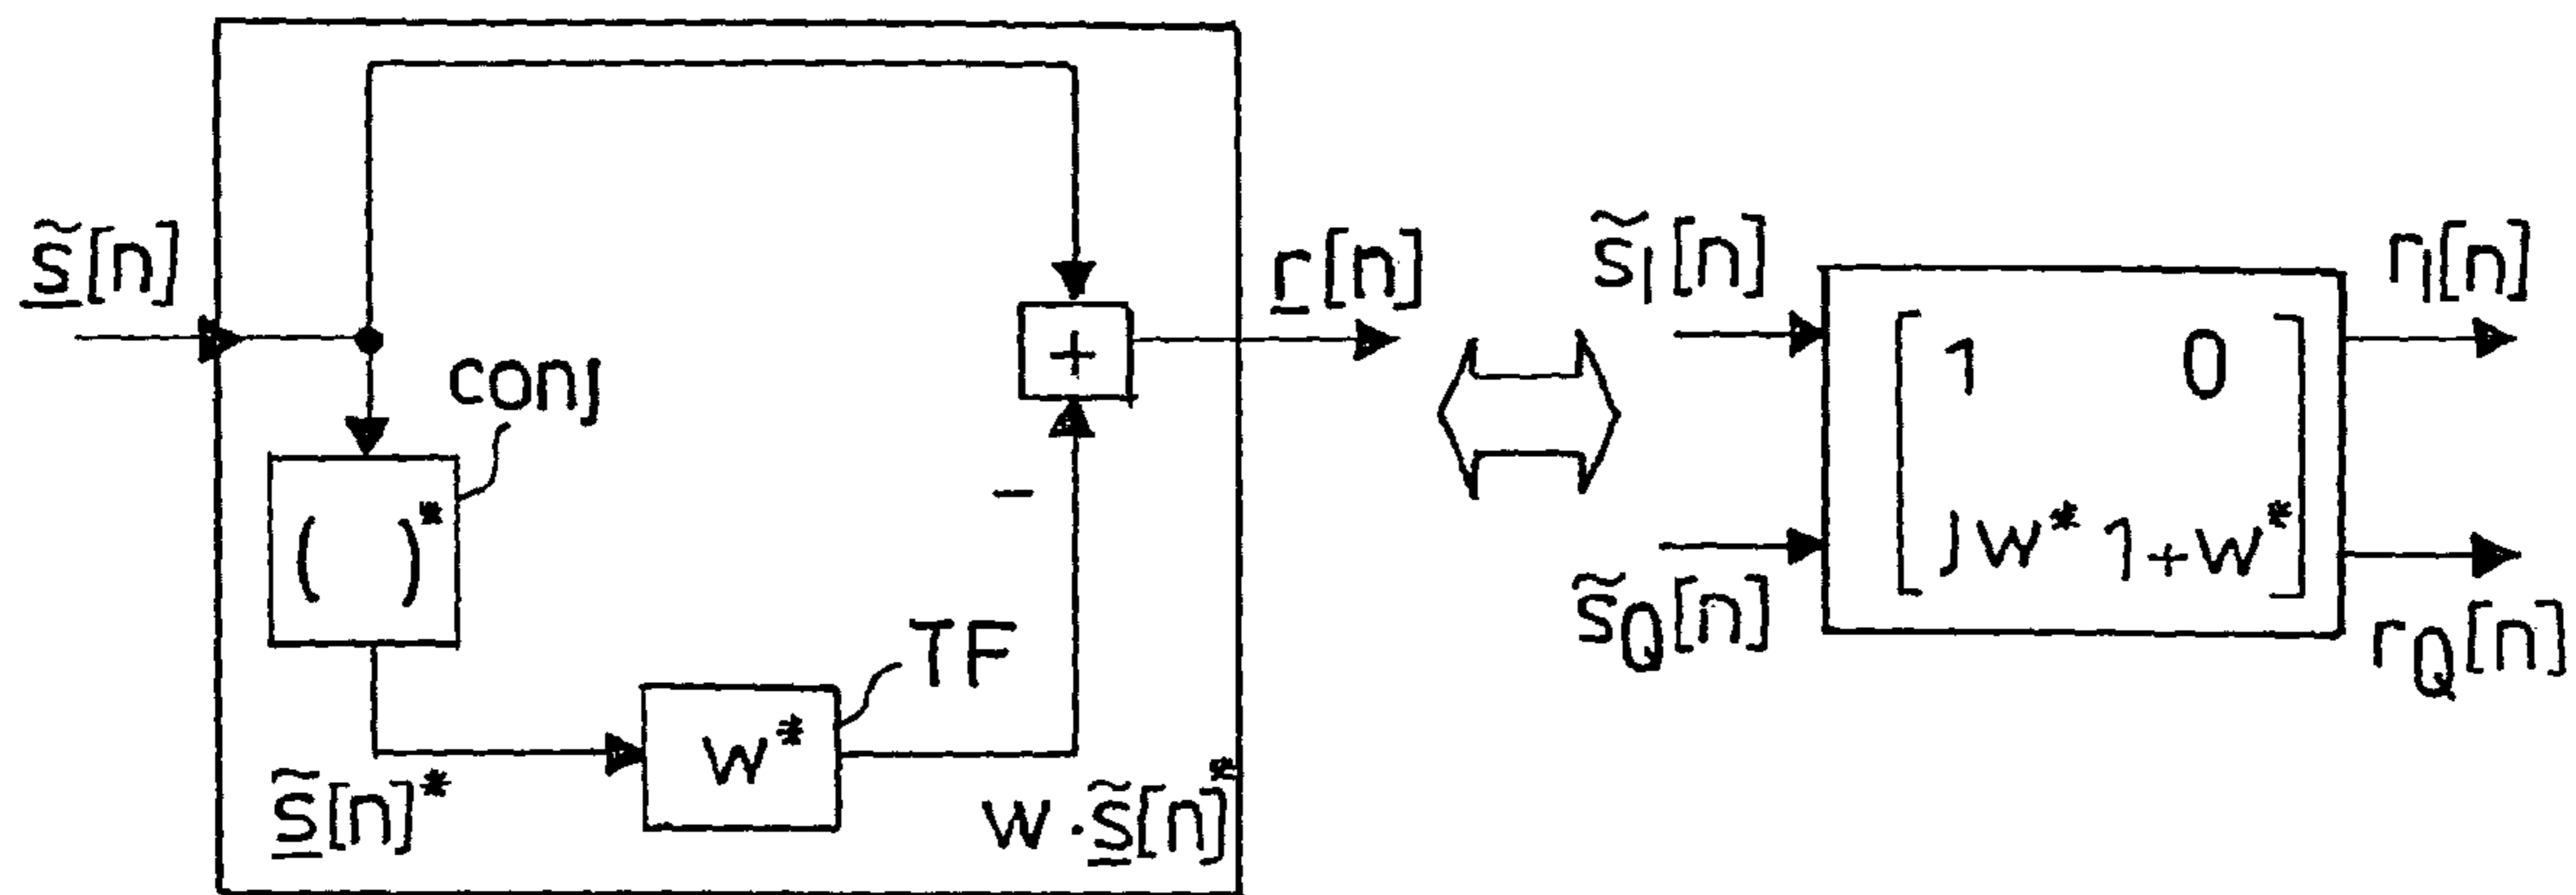 s̲̃[n]
conj
( )*
+
r̲[n]
−
TF
w*
s̲̃[n]*
w·s̲̃[n]*
s̃I[n]
s̃Q[n]
1 0
jw* 1+w*
rI[n]
rQ[n]